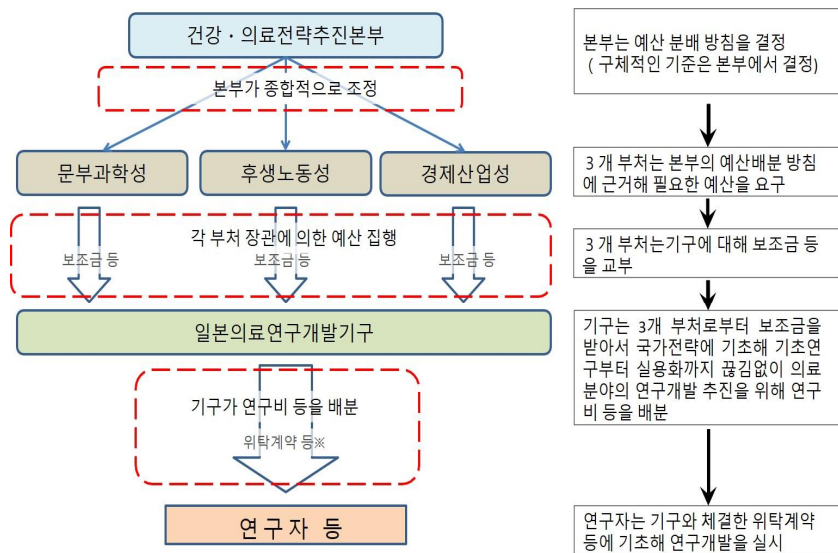 건강・의료전략추진본부
본부가 종합적으로 조정
문부과학성
후생노동성
경제산업성
각 부처 장관에 의한 예산 집행
보조금 등
보조금 등
보조금 등
일본의료연구개발기구
기구가 연구비 등을 배분
위탁계약 등※
연구자 등
본부는 예산 분배 방침을 결정
( 구체적인 기준은 본부에서 결정)
3 개 부처는 본부의 예산배분 방침
에 근거해 필요한 예산을 요구
3 개 부처는기구에 대해 보조금 등
을 교부
기구는 3개 부처로부터 보조금을
받아서 국가전략에 기초해 기초연
구부터 실용화까지 끊김없이 의료
분야의 연구개발 추진을 위해 연구
비 등을 배분
연구자는 기구와 체결한 위탁계약
등에 기초해 연구개발을 실시